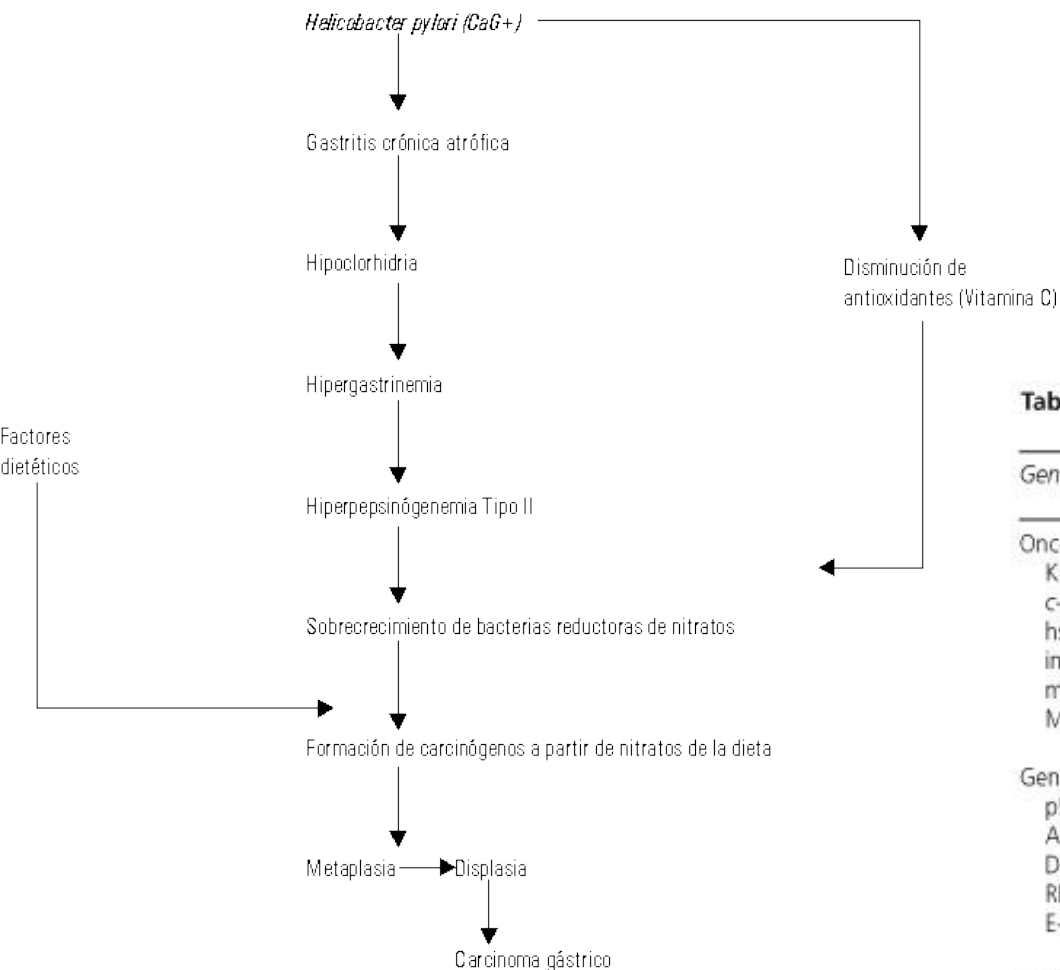 Helicobacter pylori (CaG+)
Gastritis crónica atrófica
Hipoclorhidria
Disminución de
antioxidantes (Vitamina C)
Hipergastrinemia
Factores
dietéticos
Hiperpepsinógenemia Tipo II
Sobrecrecimiento de bacterias reductoras de nitratos
Formación de carcinógenos a partir de nitratos de la dieta
Metaplasia Displasia
Carcinoma gástrico
Tab
Gen
Onc
K
c-
in
Gen
A
D
E-